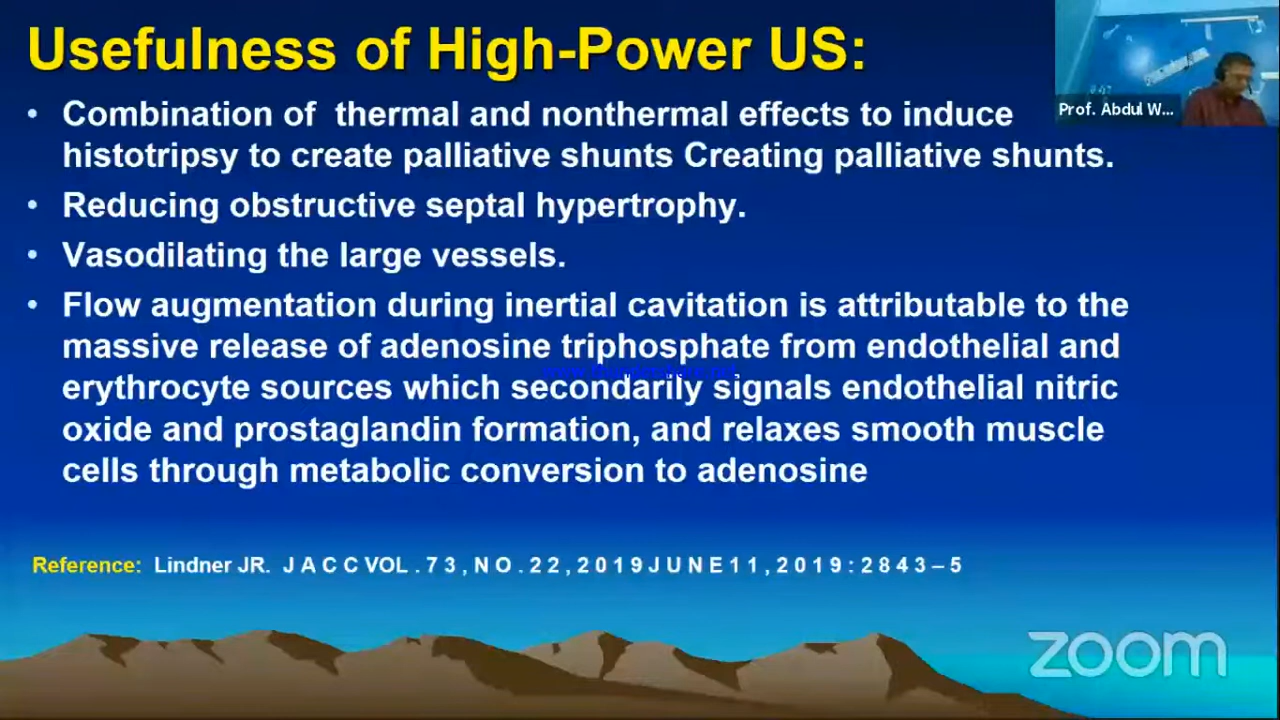 Usefulness of High-Power US:
Prof. Abdul W...
• Combination of thermal and nonthermal effects to induce
histotripsy to create palliative shunts Creating palliative shunts.
• Reducing obstructive septal hypertrophy.
• Vasodilating the large vessels.
• Flow augmentation during inertial cavitation is attributable to the
massive release of adenosine triphosphate from endothelial and
erythrocyte sources which secondarily signals endothelial nitric
oxide and prostaglandin formation, and relaxes smooth muscle
cells through metabolic conversion to adenosine
Reference: Lindner JR. J A C C VOL . 7 3 , N O . 2 2 , 2 0 1 9 J U N E 1 1 , 2 0 1 9 : 2 8 4 3 – 5
zoom